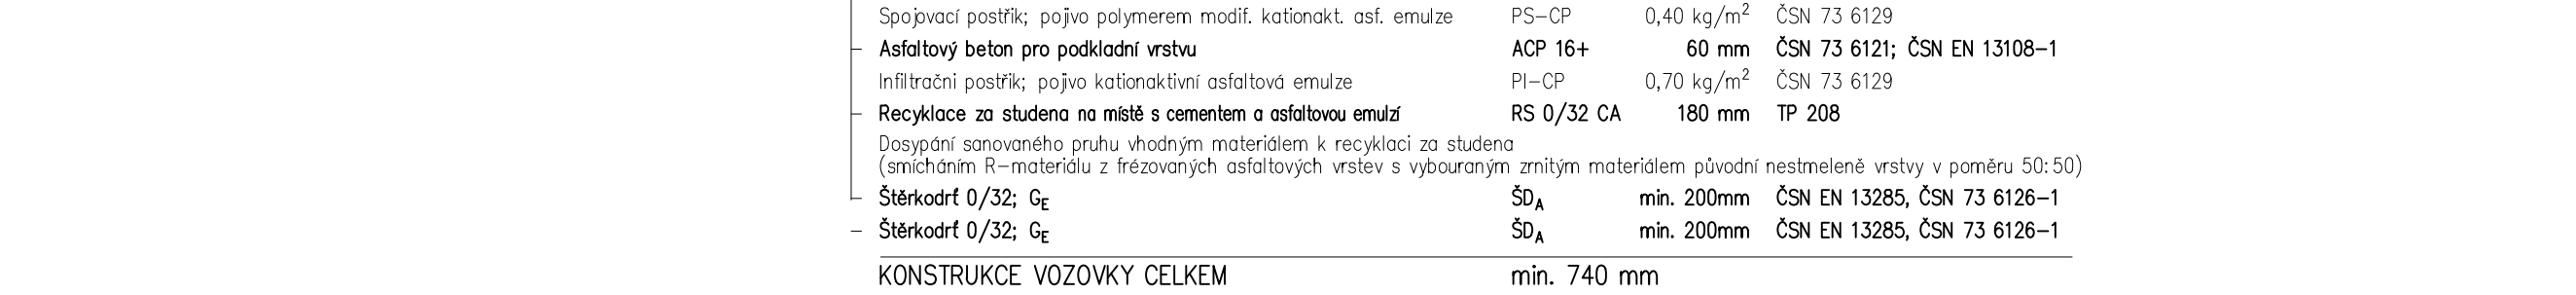 Spojovací postřik; pojivo polymerem modif. kationakt. asf. emulze PS-CP 0,40 kg/m² ČSN 73 6129
Asfaltový beton pro podkladní vrstvu ACP 16+ 60 mm ČSN 73 6121; ČSN EN 13108-1
Infiltračni postřik; pojivo kationaktivní asfaltová emulze PI-CP 0,70 kg/m² ČSN 73 6129
Recyklace za studena na místě s cementem a asfaltovou emulzí RS 0/32 CA 180 mm TP 208
Dosypání sanovaného pruhu vhodným materiálem k recyklaci za studena
(smícháním R-materiálu z frézovaných asfaltových vrstev s vybouraným zrnitým materiálem původní nestmeleně vrstvy v poměru 50:50)
Štěrkodrť 0/32; G_E ŠD_A min. 200mm ČSN EN 13285, ČSN 73 6126-1
Štěrkodrť 0/32; G_E ŠD_A min. 200mm ČSN EN 13285, ČSN 73 6126-1
KONSTRUKCE VOZOVKY CELKEM min. 740 mm